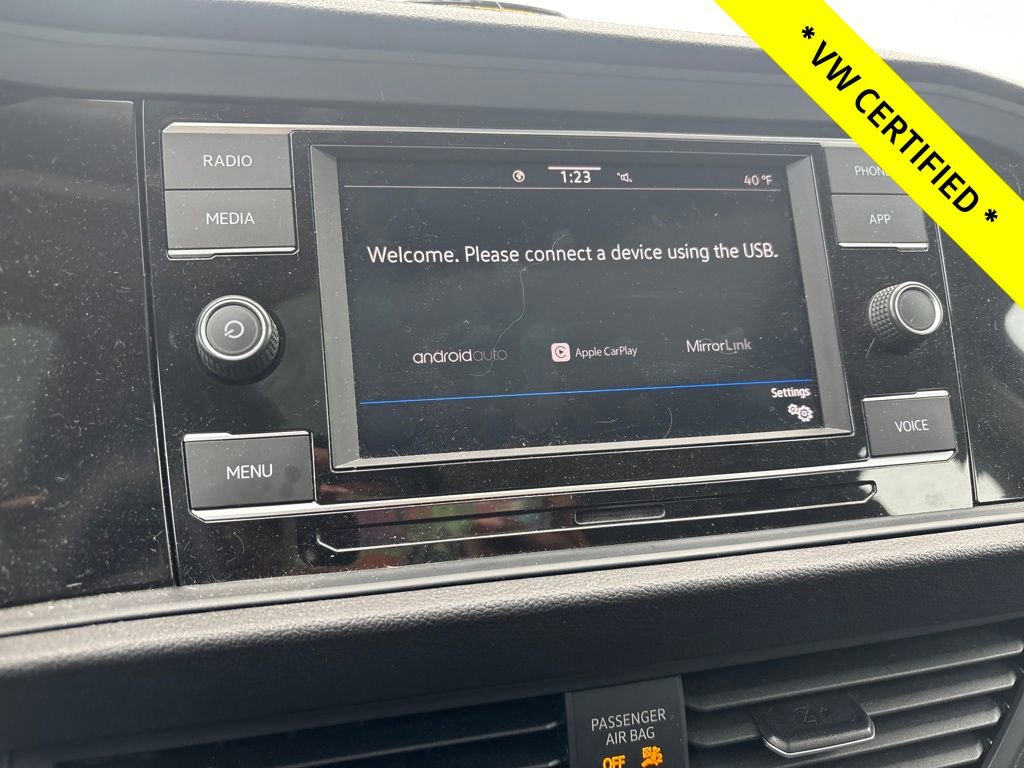 * VW CERTIFIED *
RADIO
MEDIA
MENU
1:23
40 °F
Welcome. Please connect a device using the USB.
androidauto
Apple CarPlay
MirrorLink
Settings
PHONE
APP
VOICE
PASSENGER
AIR BAG
OFF